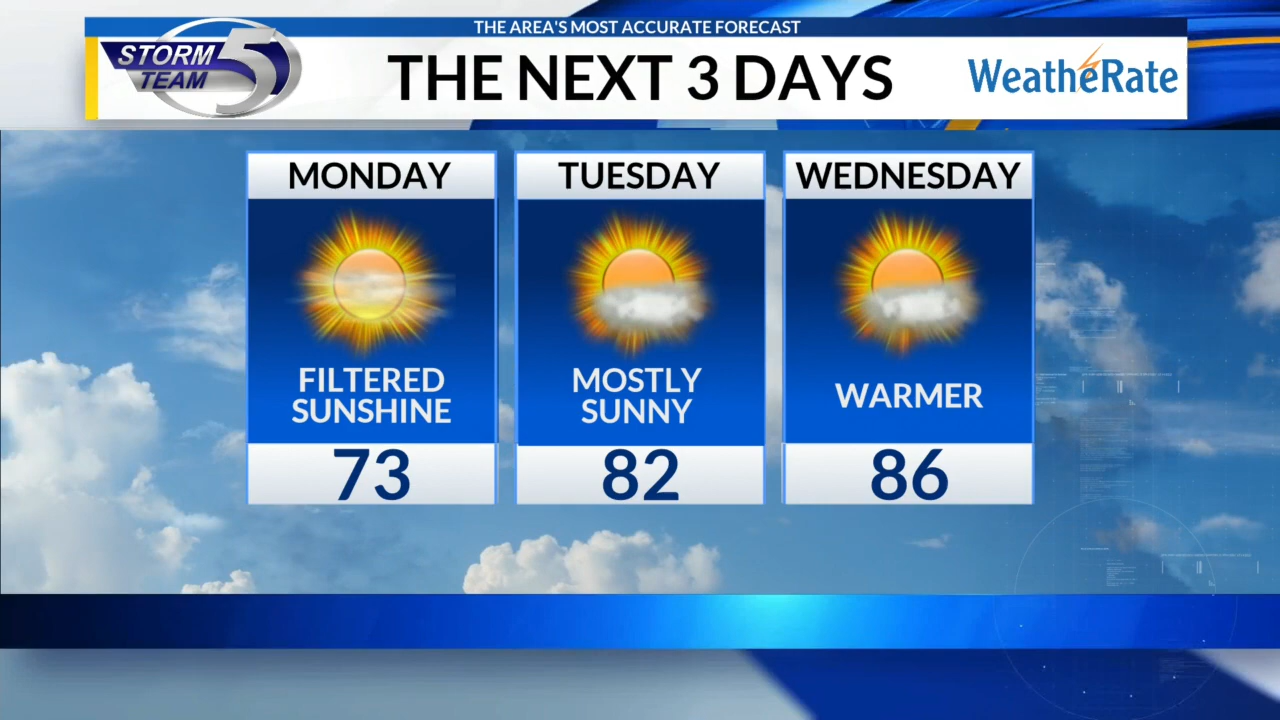 THE AREA'S MOST ACCURATE FORECAST
STORM
TEAM
5
THE NEXT 3 DAYS
WeatheRate
MONDAY
TUESDAY
WEDNESDAY
FILTERED
SUNSHINE
MOSTLY
SUNNY
WARMER
73
82
86